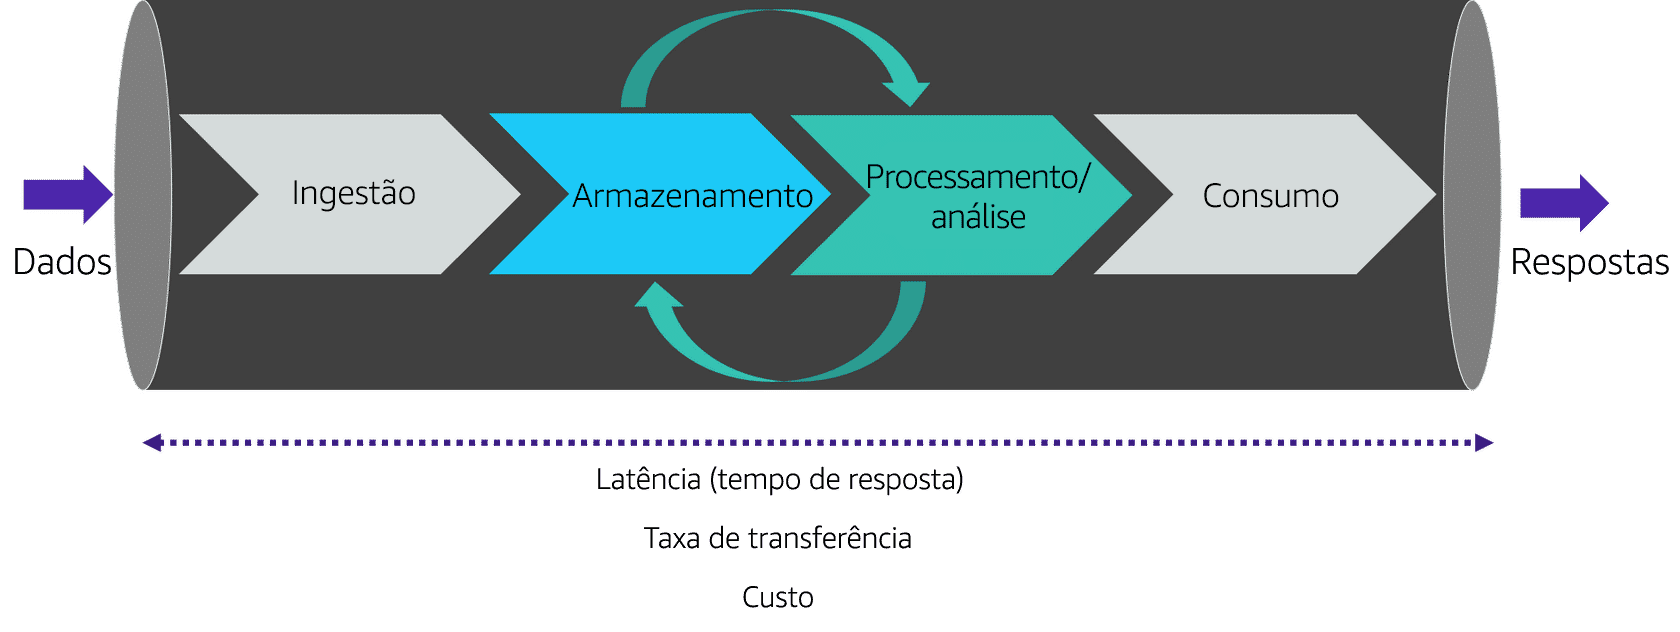 Dados
Ingestão
Armazenamento
Processamento/
análise
Consumo
Respostas
Latência (tempo de resposta)
Taxa de transferência
Custo